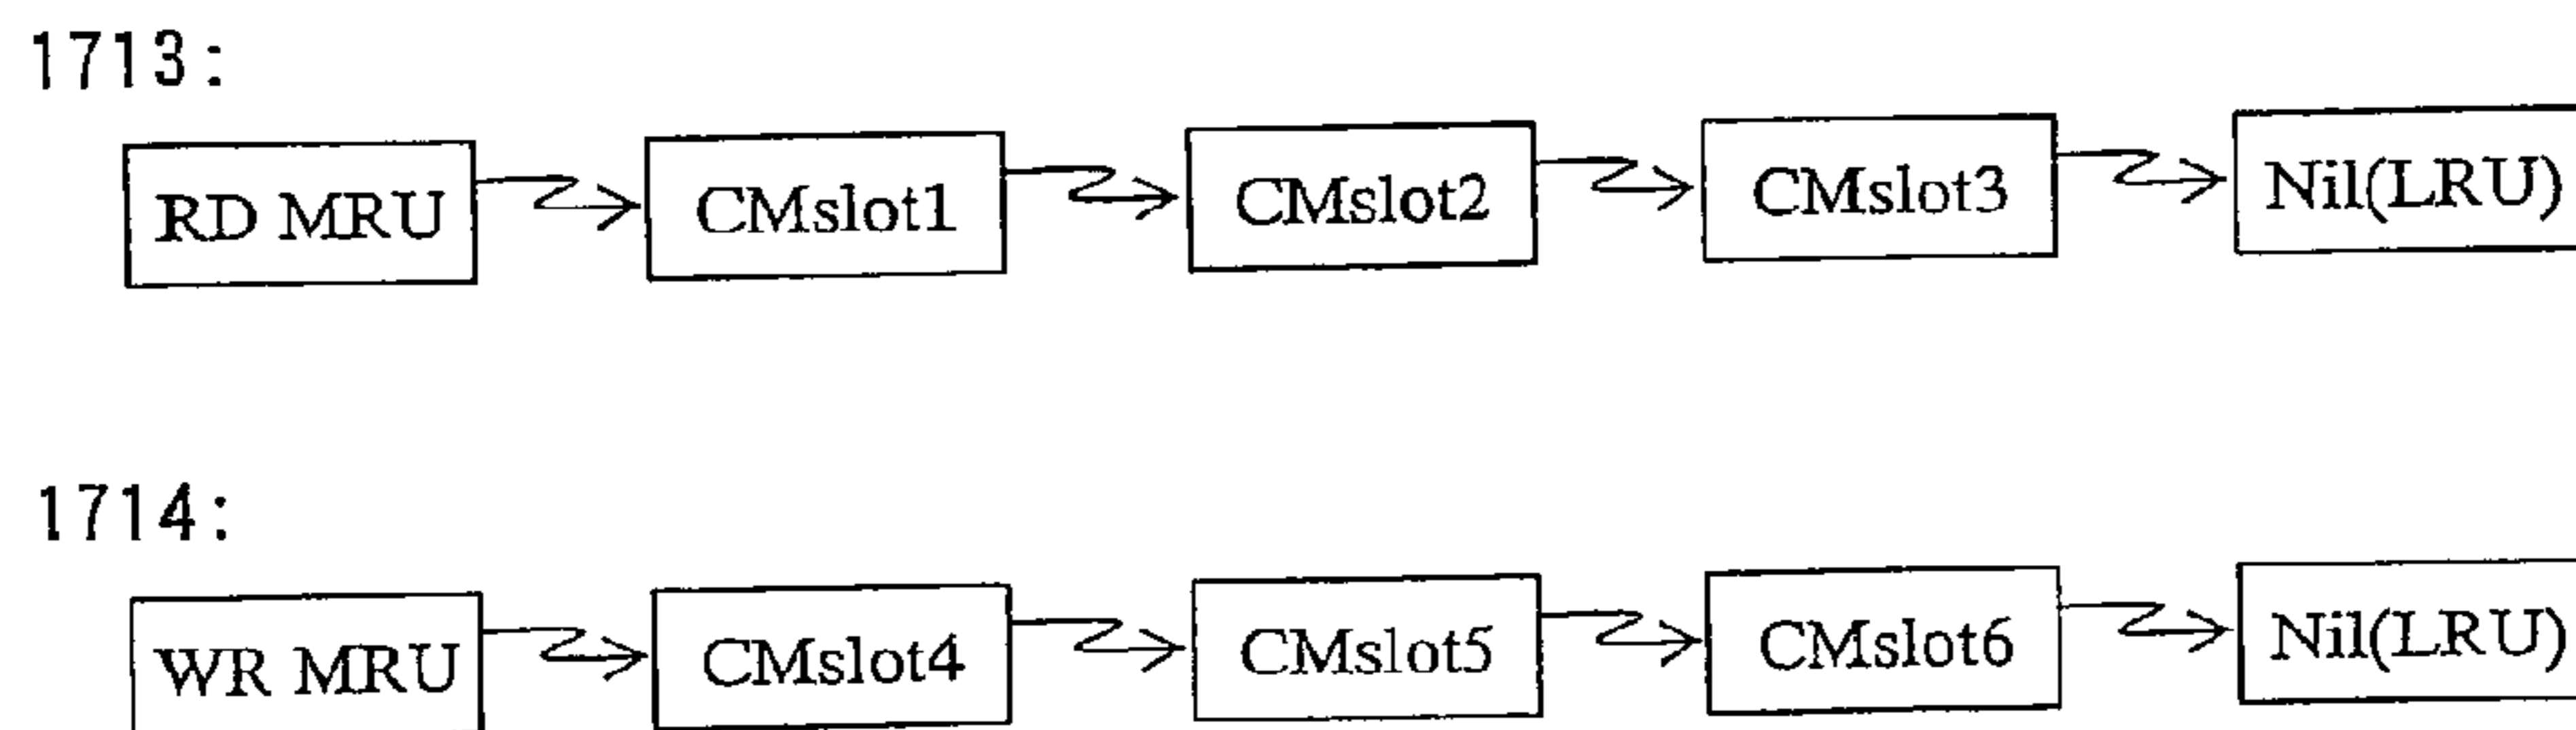 1713:
RD MRU CMslot1 CMslot2 CMslot3 Nil(LRU)
1714:
WR MRU CMslot4 CMslot5 CMslot6 Nil(LRU)